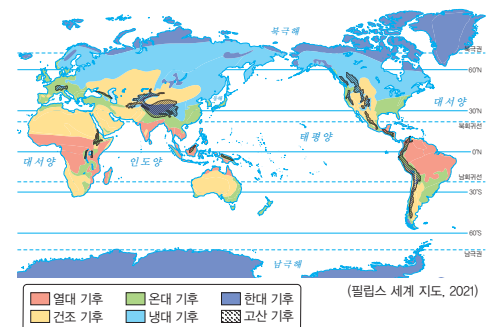 북극해
북극권
60°N
대서양
30°N
북회귀선
태평양
대서양
인도양
0°N
남회귀선
30°S
60°S
남극권
남극해
(필립스 세계 지도, 2021)
열대 기후
온대 기후
한대 기후
건조 기후
냉대 기후
고산 기후